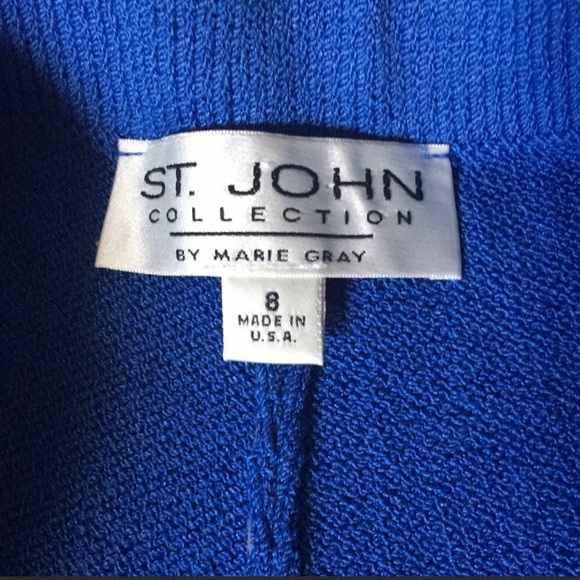 ST. JOHN
COLLECTION
BY MARIE GRAY
8
MADE IN
U.S.A.